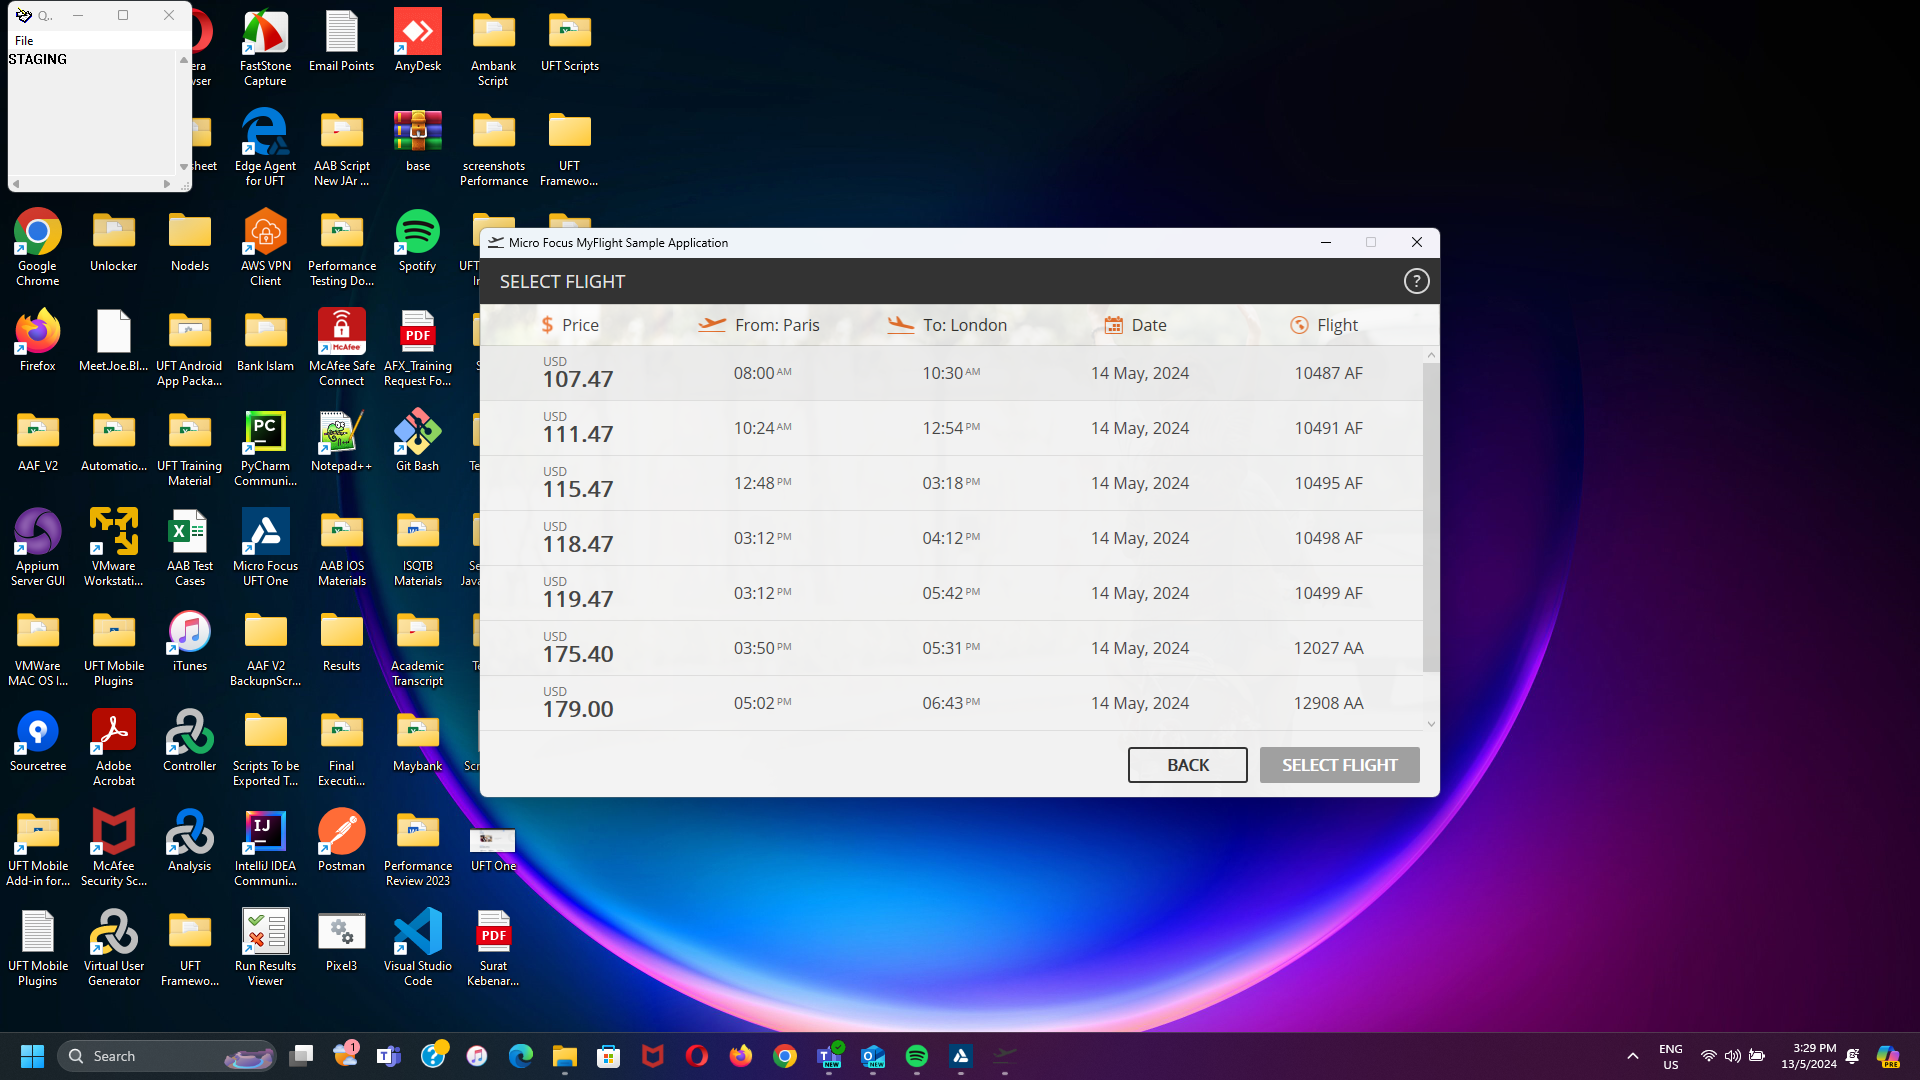 Q..
File
STAGING
era
wser
FastStone
Capture
Email Points
AnyDesk
Ambank
Script
UFT Scripts
sheet
Edge Agent
for UFT
AAB Script
New JAr ...
base
screenshots
Performance
UFT
Framewo...
Google
Chrome
Unlocker
NodeJs
AWS VPN
Client
Performance
Testing Do...
Spotify
UFT
Firefox
MeetJoe.Bl...
UFT Android
App Packa...
Bank Islam
McAfee Safe
Connect
PDF
AFX_Training
Request Fo...
AAF_V2
Automatio...
UFT Training
Material
PyCharm
Communi...
Notepad++
Git Bash
Te
Appium
Server GUI
VMware
Workstati...
AAB Test
Cases
Micro Focus
UFT One
AAB IOS
Materials
ISQTB
Materials
Se
Java
VMWare
MAC OS I...
UFT Mobile
Plugins
iTunes
AAF V2
BackupnScr...
Results
Academic
Transcript
Te
Sourcetree
Adobe
Acrobat
Controller
Scripts To be
Exported T...
Final
Executi...
Maybank
Scr
UFT Mobile
Add-in for...
McAfee
Security Sc...
Analysis
IntelliJ IDEA
Communi...
Postman
Performance
Review 2023
UFT One
UFT Mobile
Plugins
Virtual User
Generator
UFT
Framewo...
Run Results
Viewer
Pixel3
Visual Studio
Code
PDF
Surat
Kebenar...
Micro Focus MyFlight Sample Application
SELECT FLIGHT
?
$ Price From: Paris To: London Date Flight
USD
107.47 08:00 AM 10:30 AM 14 May, 2024 10487 AF
USD
111.47 10:24 AM 12:54 PM 14 May, 2024 10491 AF
USD
115.47 12:48 PM 03:18 PM 14 May, 2024 10495 AF
USD
118.47 03:12 PM 04:12 PM 14 May, 2024 10498 AF
USD
119.47 03:12 PM 05:42 PM 14 May, 2024 10499 AF
USD
175.40 03:50 PM 05:31 PM 14 May, 2024 12027 AA
USD
179.00 05:02 PM 06:43 PM 14 May, 2024 12908 AA
BACK SELECT FLIGHT
Search
1
ENG
US
3:29 PM
13/5/2024